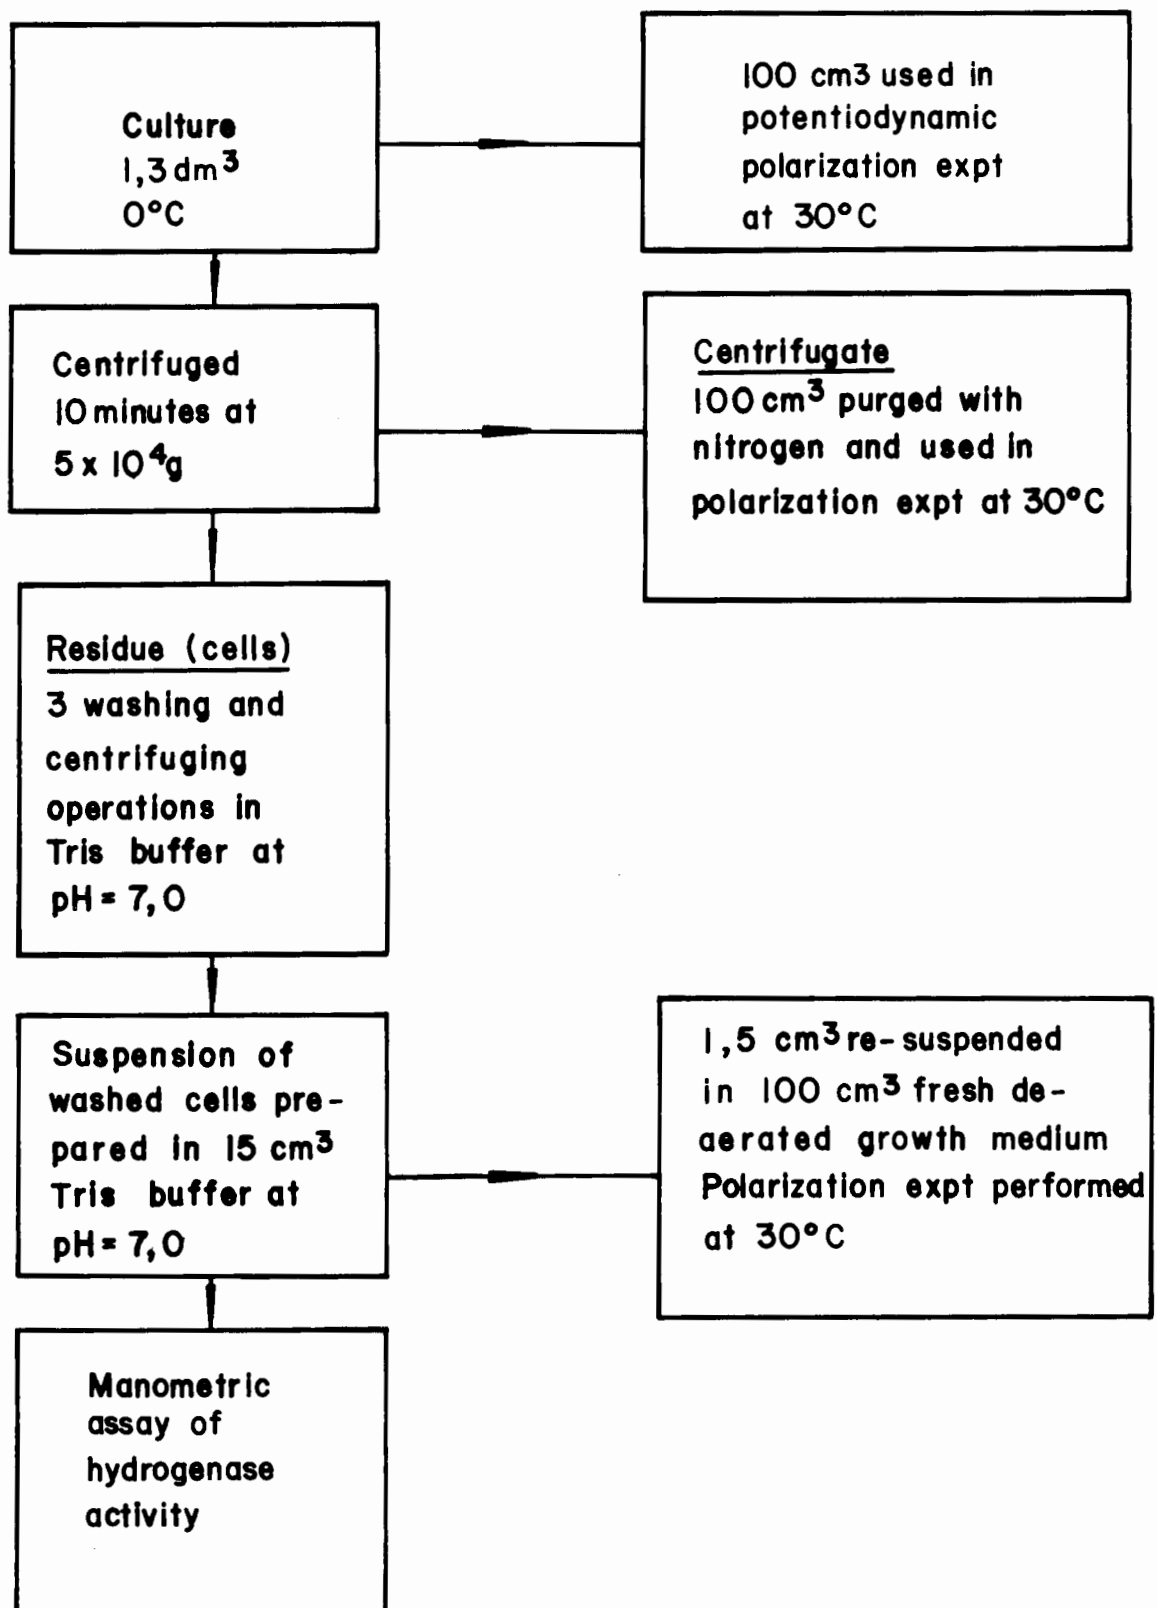 Culture
1,3 dm³
0°C
100 cm3 used in
potentiodynamic
polarization expt
at 30°C
Centrifuged
10 minutes at
5 x 10⁴g
Centrifugate
100 cm³ purged with
nitrogen and used in
polarization expt at 30°C
Residue (cells)
3 washing and
centrifuging
operations in
Tris buffer at
pH = 7,0
Suspension of
washed cells pre-
pared in 15 cm³
Tris buffer at
pH = 7,0
1,5 cm³ re-suspended
in 100 cm³ fresh de-
aerated growth medium
Polarization expt performed
at 30°C
Manometric
assay of
hydrogenase
activity